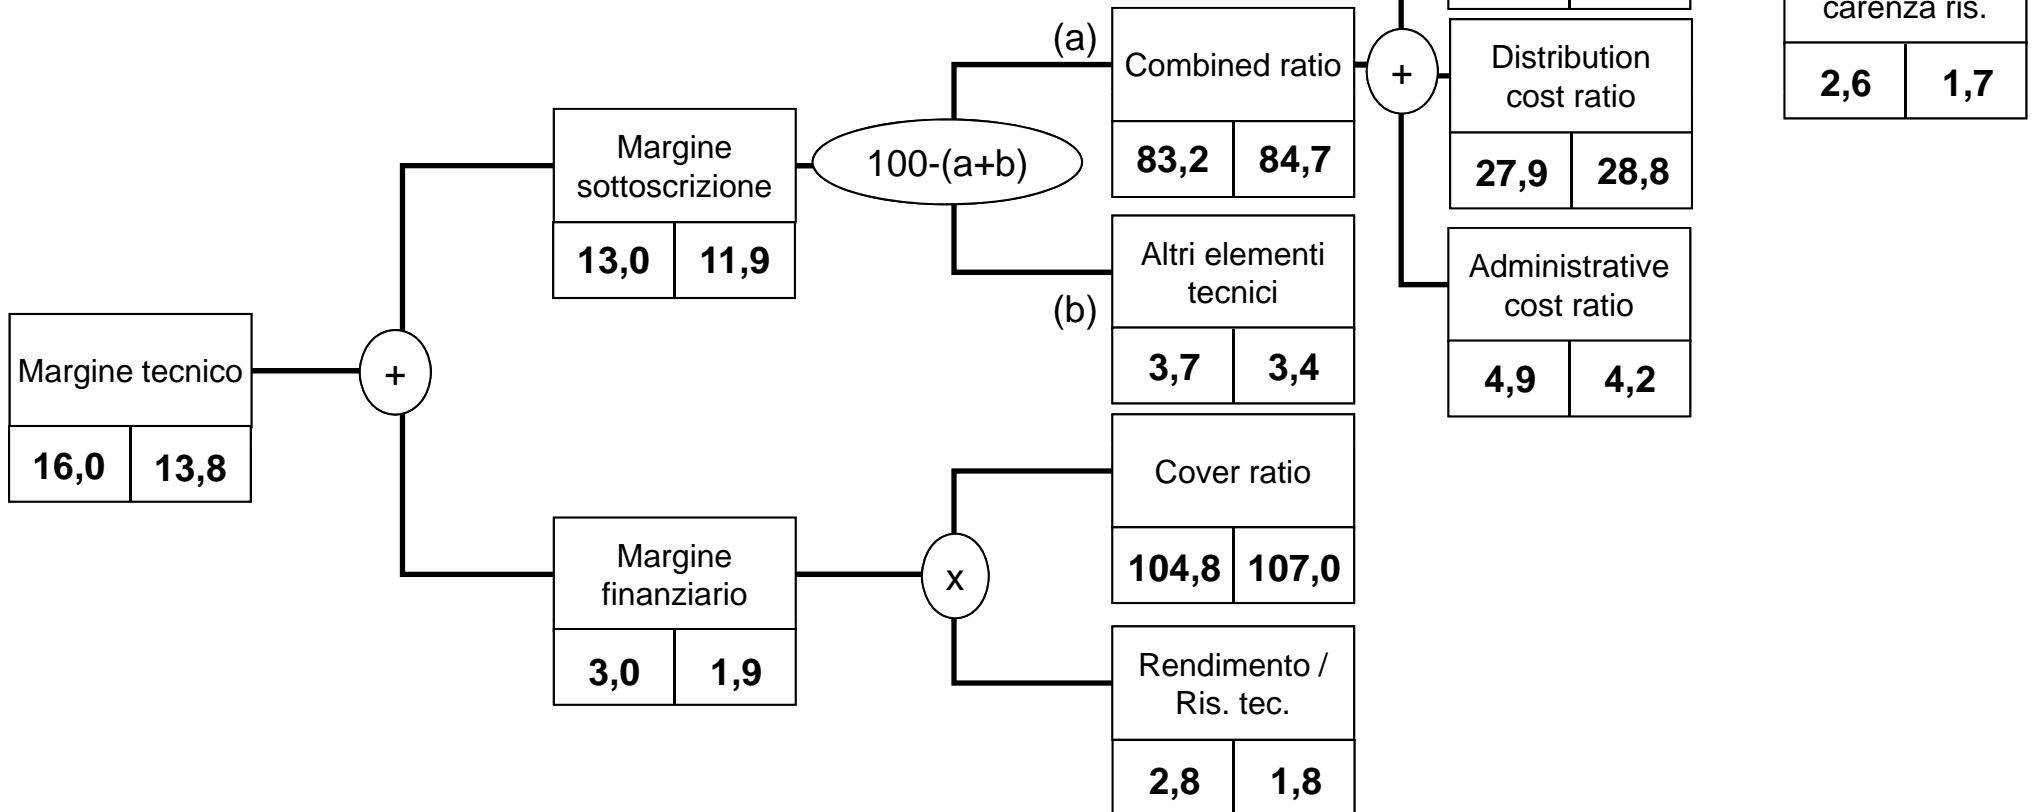 carenza ris.
2,6 1,7
(a)
Combined ratio
83,2 84,7
+
Distribution
cost ratio
27,9 28,8
Margine
sottoscrizione
13,0 11,9
100-(a+b)
Altri elementi
tecnici
(b)
3,7 3,4
Administrative
cost ratio
4,9 4,2
Margine tecnico
16,0 13,8
+
Cover ratio
104,8 107,0
Margine
finanziario
3,0 1,9
x
Rendimento /
Ris. tec.
2,8 1,8